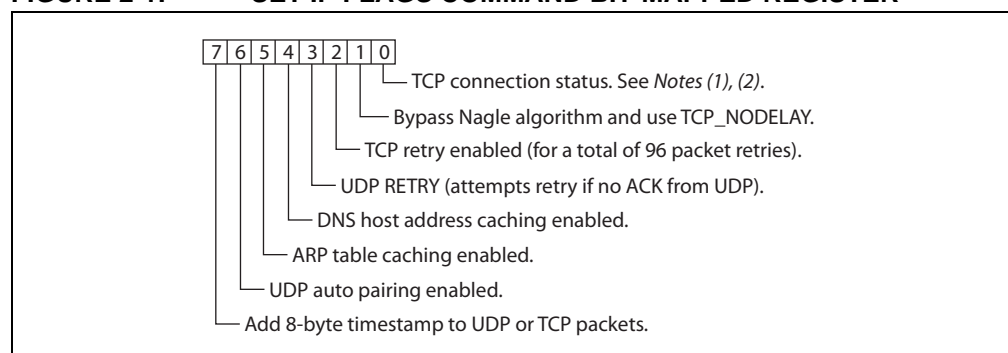 FIGURE 2-1: SET IP FLAGS COMMAND BIT-MAPPED REGISTER
7 6 5 4 3 2 1 0
TCP connection status. See Notes (1), (2).
Bypass Nagle algorithm and use TCP_NODELAY.
TCP retry enabled (for a total of 96 packet retries).
UDP RETRY (attempts retry if no ACK from UDP).
DNS host address caching enabled.
ARP table caching enabled.
UDP auto pairing enabled.
Add 8-byte timestamp to UDP or TCP packets.